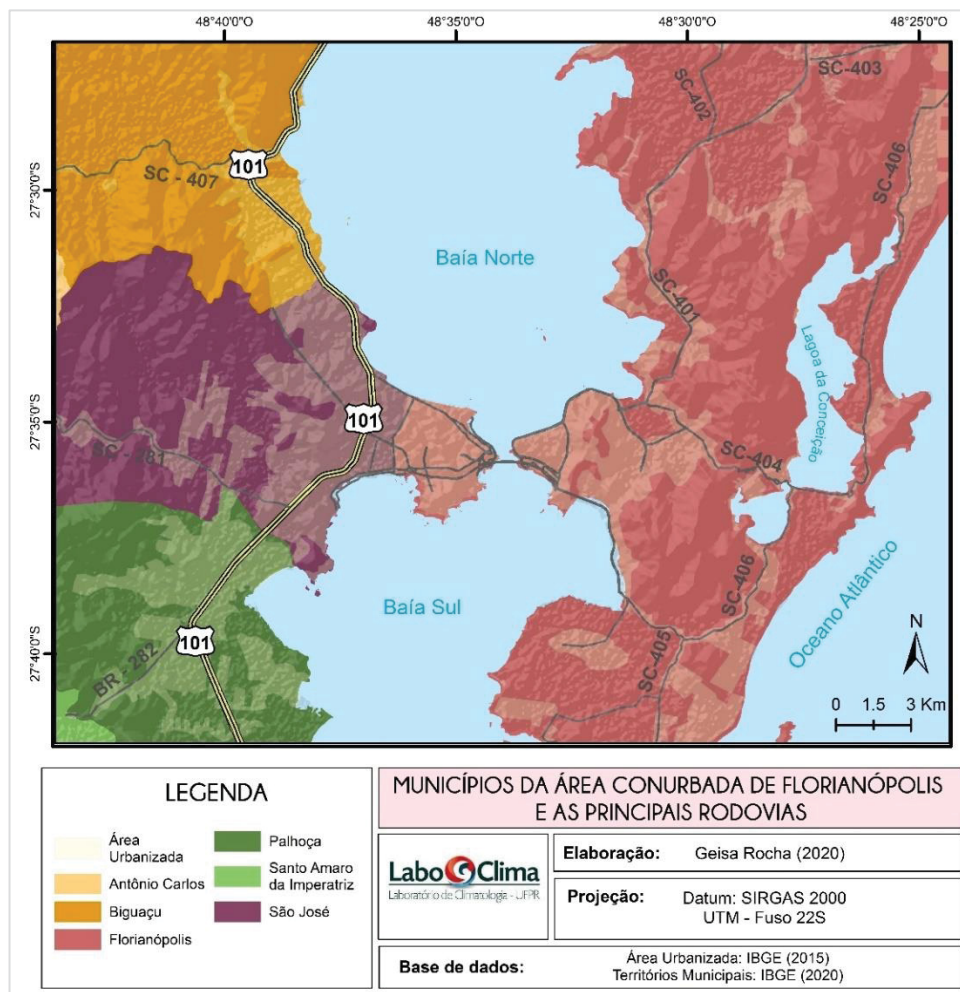 48°40'0"O
48°35'0"O
48°30'0"O
48°25'0"O
27°30'0"S
27°35'0"S
27°40'0"S
SC-403
SC-402
SC-406
101
SC - 407
Baía Norte
SC-401
Lagoa da Conceição
101
SC - 281
SC-404
Baía Sul
SC-406
Oceano Atlântico
N
101
BR - 282
SC-405
0 1.5 3 Km
LEGENDA
Área
Urbanizada
Antônio Carlos
Biguaçu
Florianópolis
Palhoça
Santo Amaro
da Imperatriz
São José
MUNICÍPIOS DA ÁREA CONURBADA DE FLORIANÓPOLIS
E AS PRINCIPAIS RODOVIAS
LaboClima
Laboratório de Climatologia - UFPR
Elaboração: Geisa Rocha (2020)
Projeção: Datum: SIRGAS 2000
UTM - Fuso 22S
Base de dados: Área Urbanizada: IBGE (2015)
Territórios Municipais: IBGE (2020)